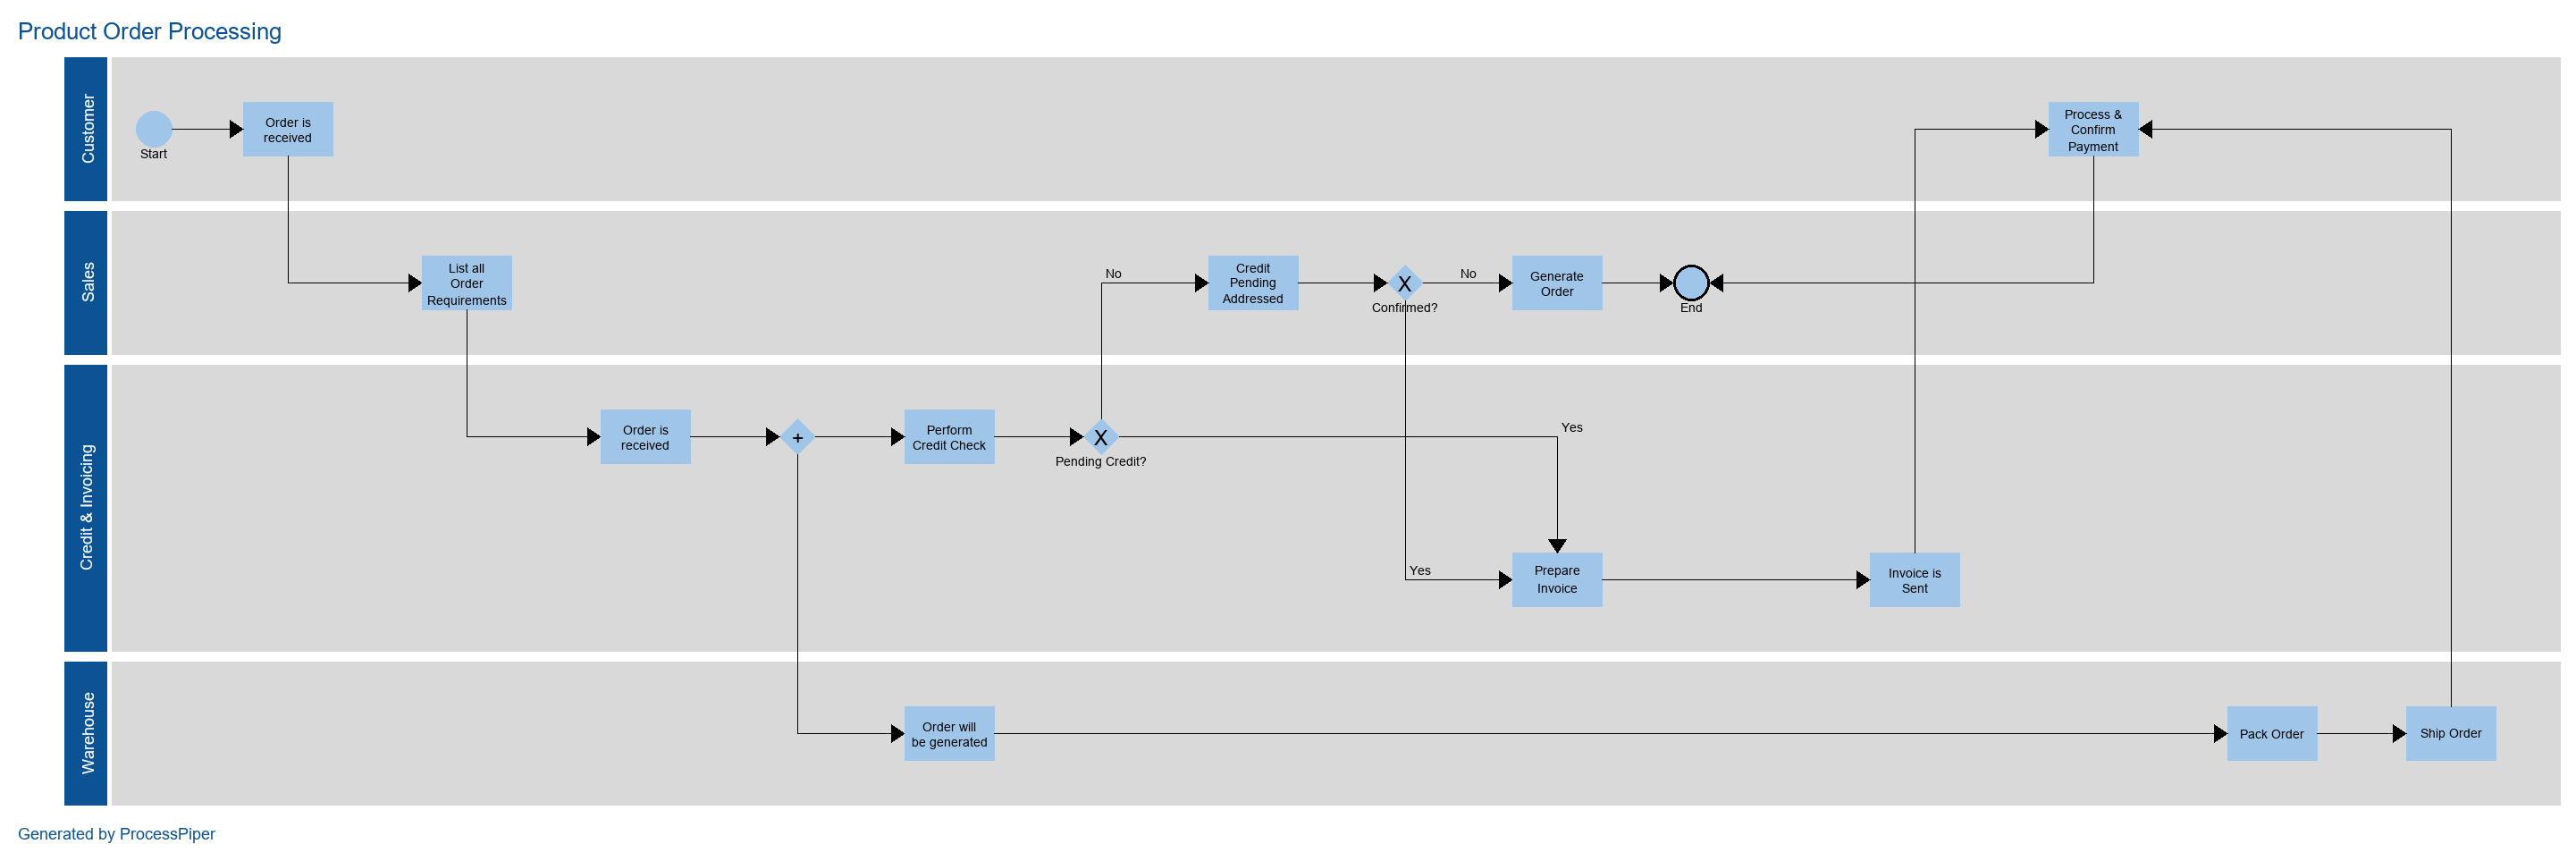 Product Order Processing
Customer
Start
Order is
received
Process &
Confirm
Payment
Sales
List all
Order
Requirements
No
Credit
Pending
Addressed
X
Confirmed?
No
Generate
Order
End
Credit & Invoicing
Order is
received
+
Perform
Credit Check
X
Pending Credit?
Yes
Yes
Prepare
Invoice
Invoice is
Sent
Warehouse
Order will
be generated
Pack Order
Ship Order
Generated by ProcessPiper